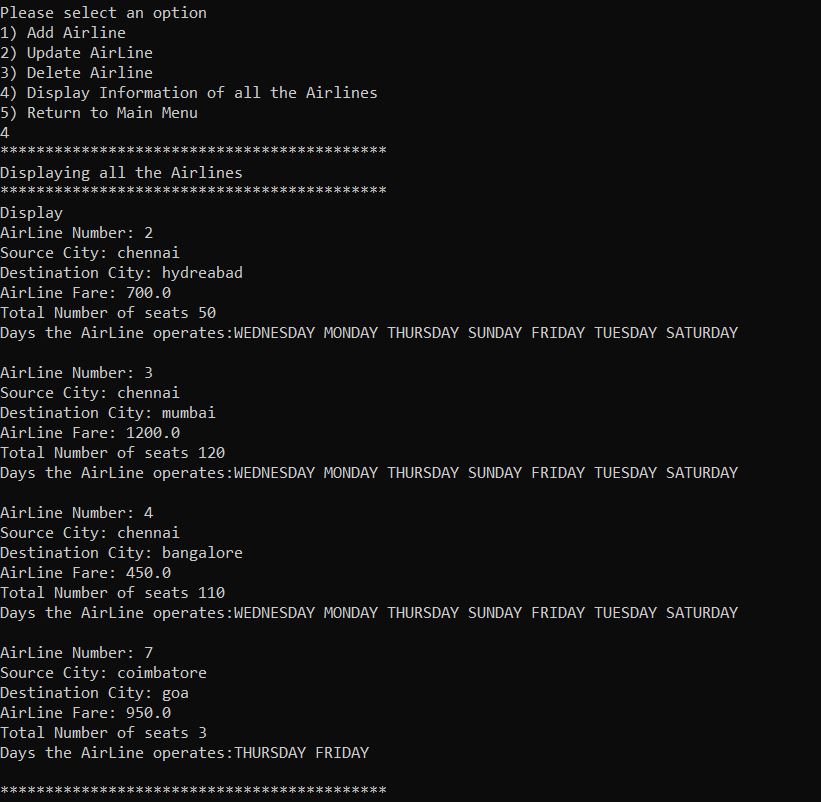 Please select an option
1) Add Airline
2) Update AirLine
3) Delete Airline
4) Display Information of all the Airlines
5) Return to Main Menu
4
*******************************************
Displaying all the Airlines
*******************************************
Display
AirLine Number: 2
Source City: chennai
Destination City: hydreabad
AirLine Fare: 700.0
Total Number of seats 50
Days the AirLine operates:WEDNESDAY MONDAY THURSDAY SUNDAY FRIDAY TUESDAY SATURDAY
AirLine Number: 3
Source City: chennai
Destination City: mumbai
AirLine Fare: 1200.0
Total Number of seats 120
Days the AirLine operates:WEDNESDAY MONDAY THURSDAY SUNDAY FRIDAY TUESDAY SATURDAY
AirLine Number: 4
Source City: chennai
Destination City: bangalore
AirLine Fare: 450.0
Total Number of seats 110
Days the AirLine operates:WEDNESDAY MONDAY THURSDAY SUNDAY FRIDAY TUESDAY SATURDAY
AirLine Number: 7
Source City: coimbatore
Destination City: goa
AirLine Fare: 950.0
Total Number of seats 3
Days the AirLine operates:THURSDAY FRIDAY
*******************************************